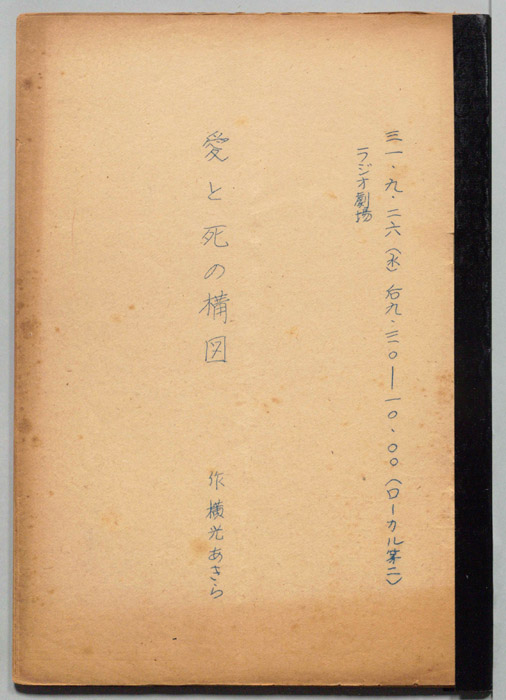 三一・九・二六（水）后九・三〇―一〇・〇〇（ローカル第二）
ラジオ劇場
愛と死の構図
作 横光あきら